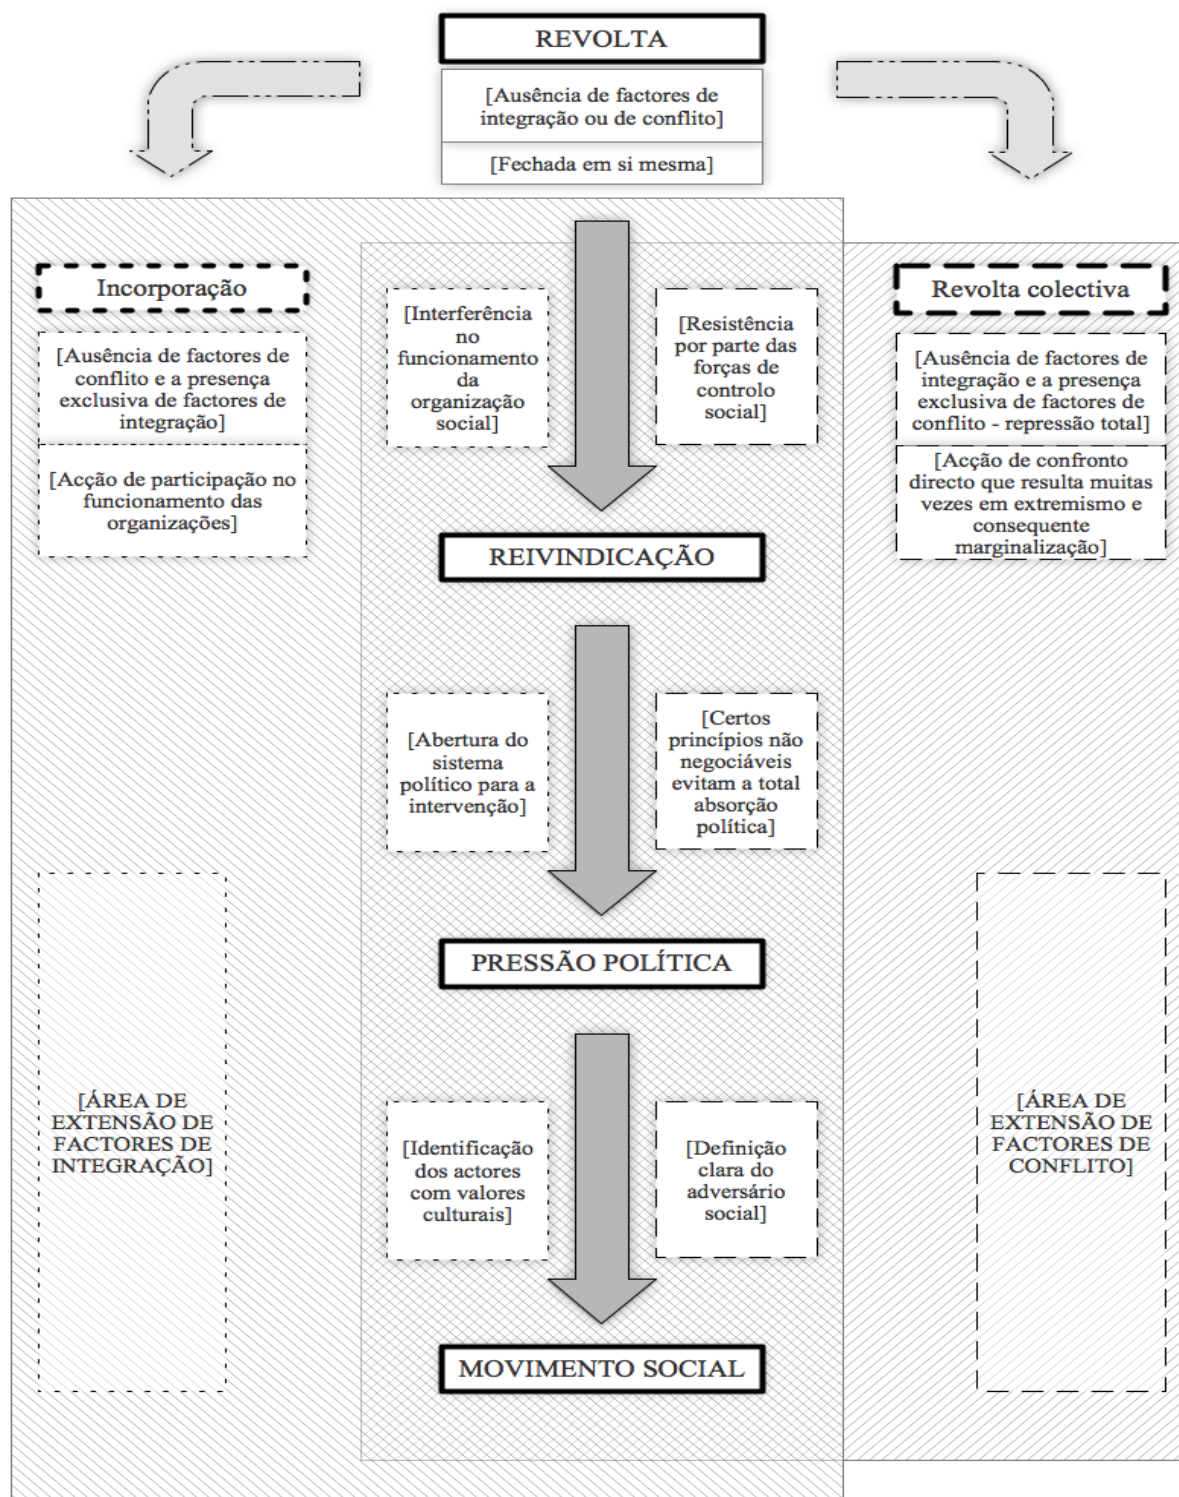 REVOLTA
[Ausência de factores de
integração ou de conflito]
[Fechada em si mesma]
Incorporação
[Ausência de factores de
conflito e a presença
exclusiva de factores de
integração]
[Acção de participação no
funcionamento das
organizações]
[Interferência
no
funcionamento
da
organização
social]
[Resistência
por parte das
forças de
controlo
social]
Revolta colectiva
[Ausência de factores de
integração e a presença
exclusiva de factores de
conflito - repressão total]
[Acção de confronto
directo que resulta muitas
vezes em extremismo e
consequente
marginalização]
REIVINDICAÇÃO
[Abertura do
sistema
político para a
intervenção]
[Certos
princípios não
negociáveis
evitam a total
absorção
política]
PRESSÃO POLÍTICA
[ÁREA DE
EXTENSÃO DE
FACTORES DE
INTEGRAÇÃO]
[Identificação
dos actores
com valores
culturais]
[Definição
clara do
adversário
social]
[ÁREA DE
EXTENSÃO DE
FACTORES DE
CONFLITO]
MOVIMENTO SOCIAL